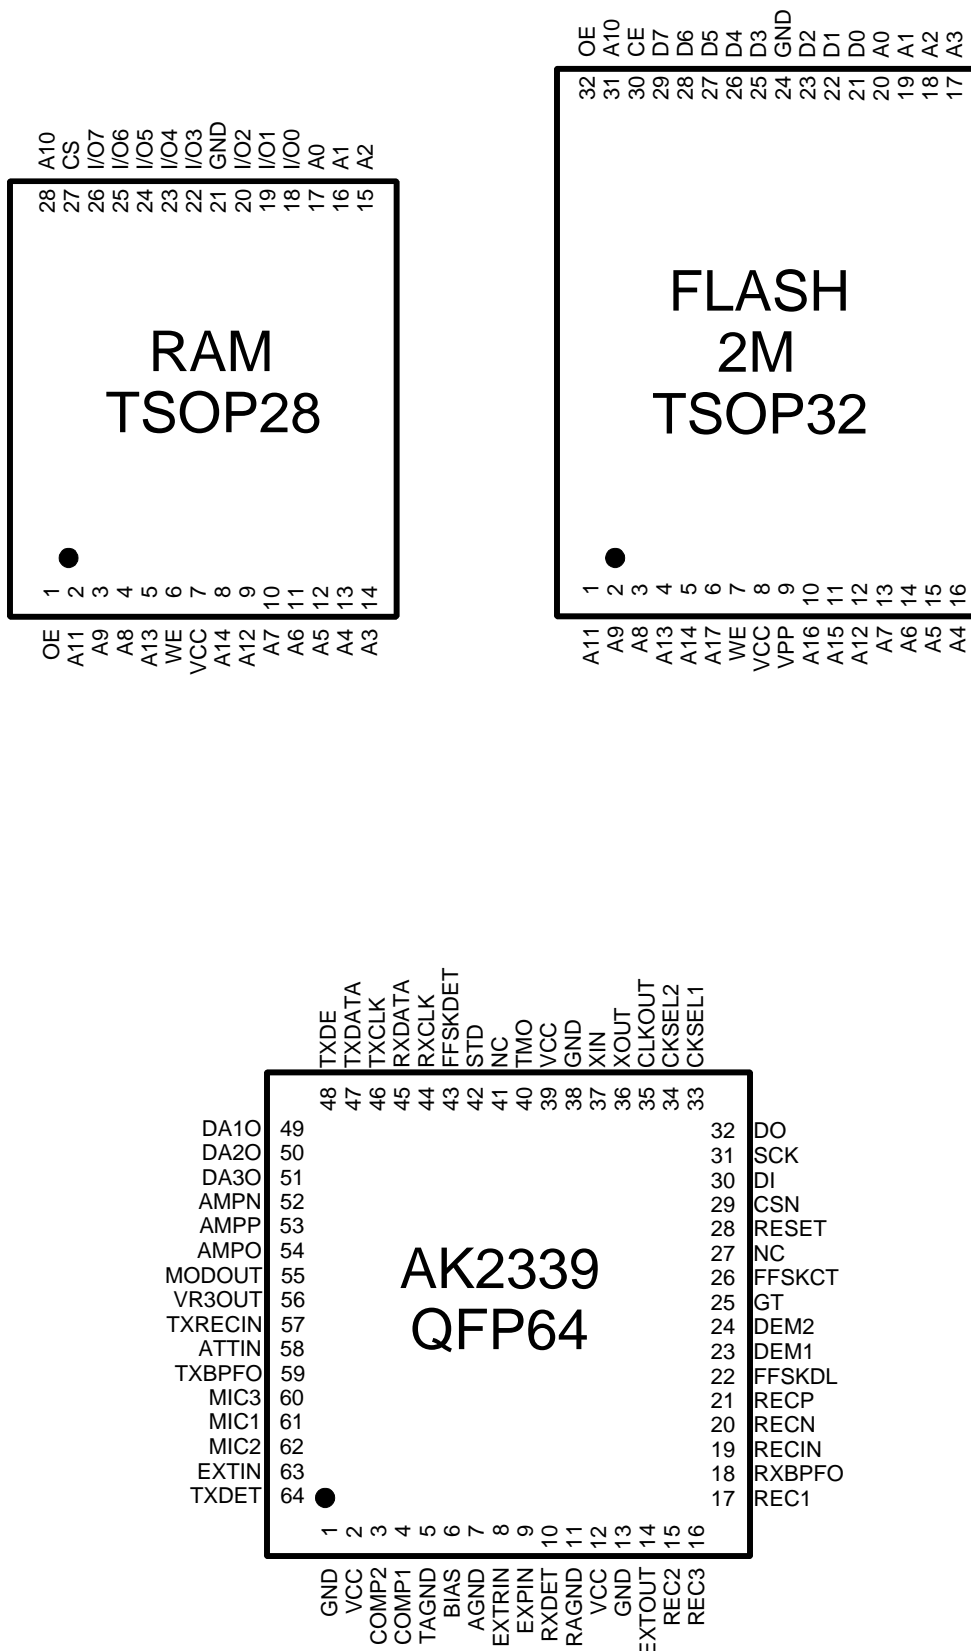 28 A10
27 CS
26 I/O7
25 I/O6
24 I/O5
23 I/O4
22 I/O3
21 GND
20 I/O2
19 I/O1
18 I/O0
17 A0
16 A1
15 A2
RAM
TSOP28
OE 1
A11 2
A9 3
A8 4
A13 5
WE 6
VCC 7
A14 8
A12 9
A7 10
A6 11
A5 12
A4 13
A3 14
32 OE
31 A10
30 CE
29 D7
28 D6
27 D5
26 D4
25 D3
24 GND
23 D2
22 D1
21 D0
20 A0
19 A1
18 A2
17 A3
FLASH
2M
TSOP32
A11 1
A9 2
A8 3
A13 4
A14 5
A17 6
WE 7
VCC 8
VPP 9
A16 10
A15 11
A12 12
A7 13
A6 14
A5 15
A4 16
48 TXDE
47 TXDATA
46 TXCLK
45 RXDATA
44 RXCLK
43 FFSKDET
42 STD
41 NC
40 TMO
39 VCC
38 GND
37 XIN
36 XOUT
35 CLKOUT
34 CKSEL2
33 CKSEL1
DA1O 49
DA2O 50
DA3O 51
AMPN 52
AMPP 53
AMPO 54
MODOUT 55
VR3OUT 56
TXRECIN 57
ATTIN 58
TXBPFO 59
MIC3 60
MIC1 61
MIC2 62
EXTIN 63
TXDET 64
AK2339
QFP64
32 DO
31 SCK
30 DI
29 CSN
28 RESET
27 NC
26 FFSKCT
25 GT
24 DEM2
23 DEM1
22 FFSKDL
21 RECP
20 RECN
19 RECIN
18 RXBPFO
17 REC1
GND 1
VCC 2
COMP2 3
COMP1 4
TAGND 5
BIAS 6
AGND 7
EXTRIN 8
EXPIN 9
RXDET 10
RAGND 11
VCC 12
GND 13
EXTOUT 14
REC2 15
REC3 16